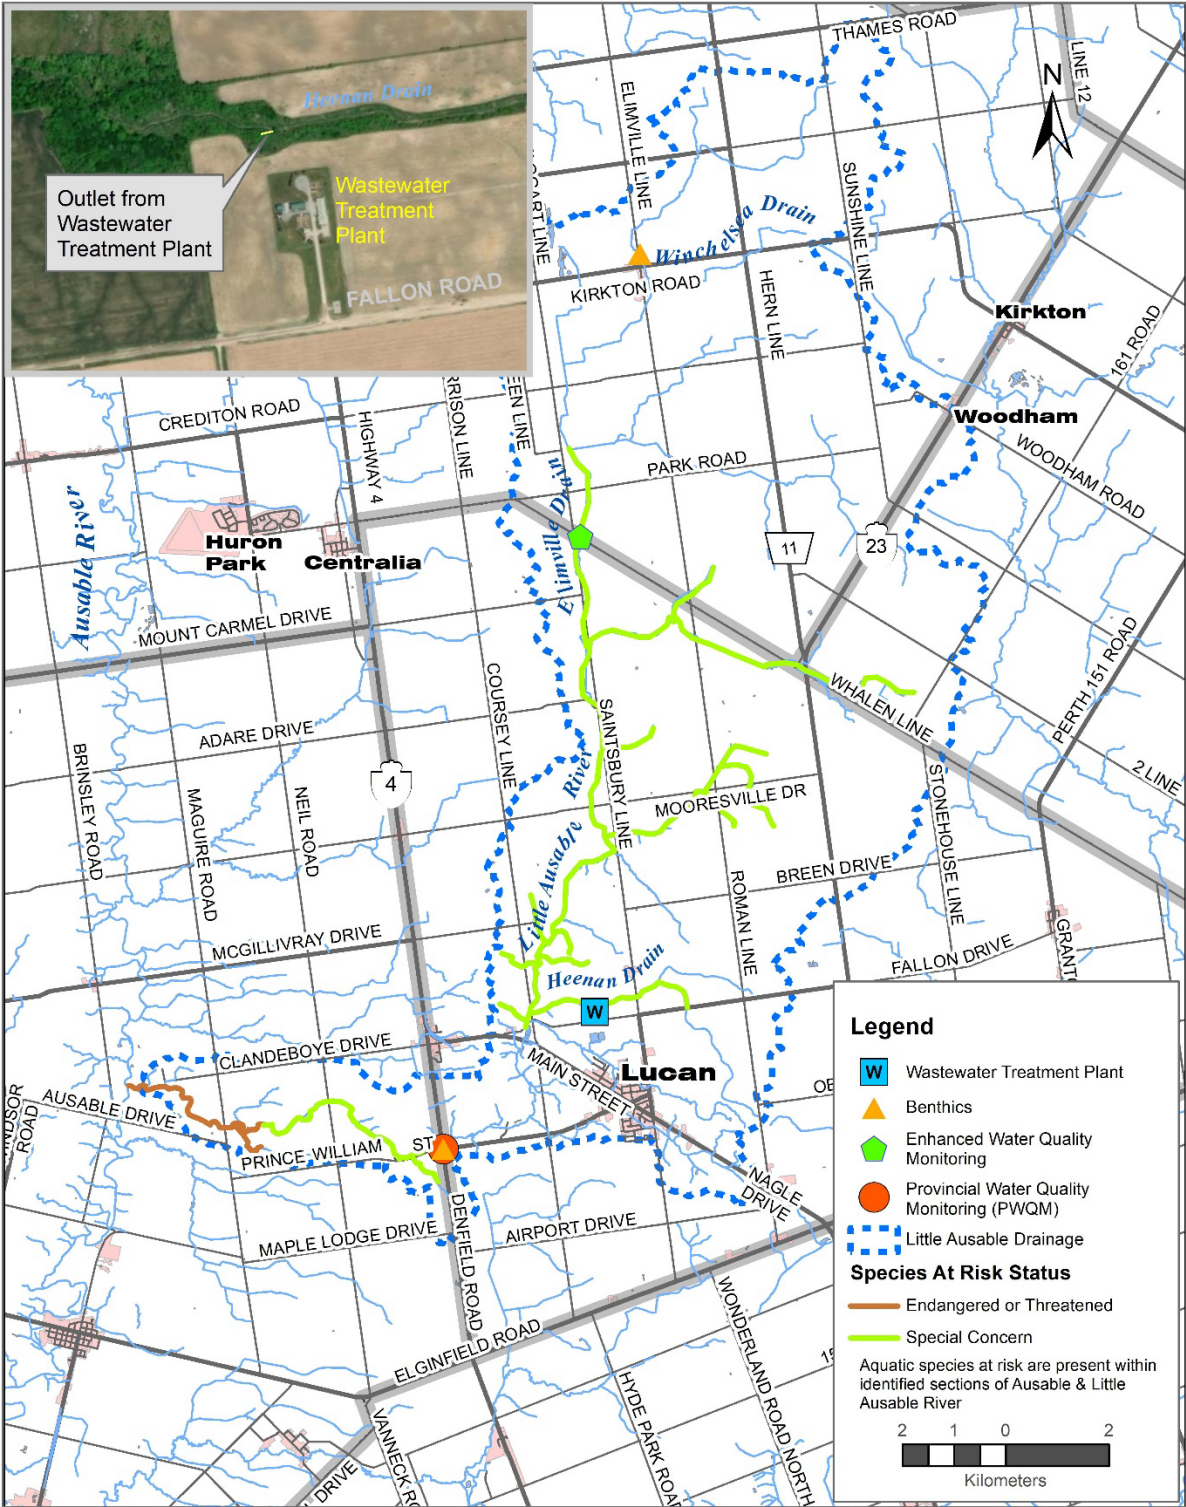 Heenan Drain
Outlet from
Wastewater
Treatment Plant
Wastewater
Treatment
Plant
FALLON ROAD
THAMES ROAD
LINE 12
N
ELIMVILLE LINE
SUNSHINE LINE
Winchelsea Drain
KIRKTON ROAD
HERN LINE
Kirkton
161 ROAD
Woodham
WOODHAM ROAD
CREDITON ROAD
HIGHWAY 4
PARK ROAD
Elimville Drain
Ausable River
Huron
Park
Centralia
11
23
MOUNT CARMEL DRIVE
PERTH 151 ROAD
COURSEY LINE
SAINTSBURY LINE
WHALEN LINE
ADARE DRIVE
BRINSLEY ROAD
MAGUIRE ROAD
NEIL ROAD
4
Little Ausable River
MOORESVILLE DR
STONEHOUSE LINE
2 LINE
BREEN DRIVE
ROMAN LINE
MCGILLIVRAY DRIVE
FALLON DRIVE
Heenan Drain
W
CLANDEBOYE DRIVE
MAIN STREET
Lucan
AUSABLE DRIVE
ROAD
PRINCE WILLIAM ST
NAGLE
DRIVE
MAPLE LODGE DRIVE
DENFIELD ROAD
AIRPORT DRIVE
ELGINFIELD ROAD
WONDERLAND ROAD NORTH
HYDE PARK ROAD
VANNECK
DRIVE
Legend
W Wastewater Treatment Plant
Benthics
Enhanced Water Quality
Monitoring
Provincial Water Quality
Monitoring (PWQM)
Little Ausable Drainage
Species At Risk Status
Endangered or Threatened
Special Concern
Aquatic species at risk are present within
identified sections of Ausable & Little
Ausable River
2 1 0 2
Kilometers